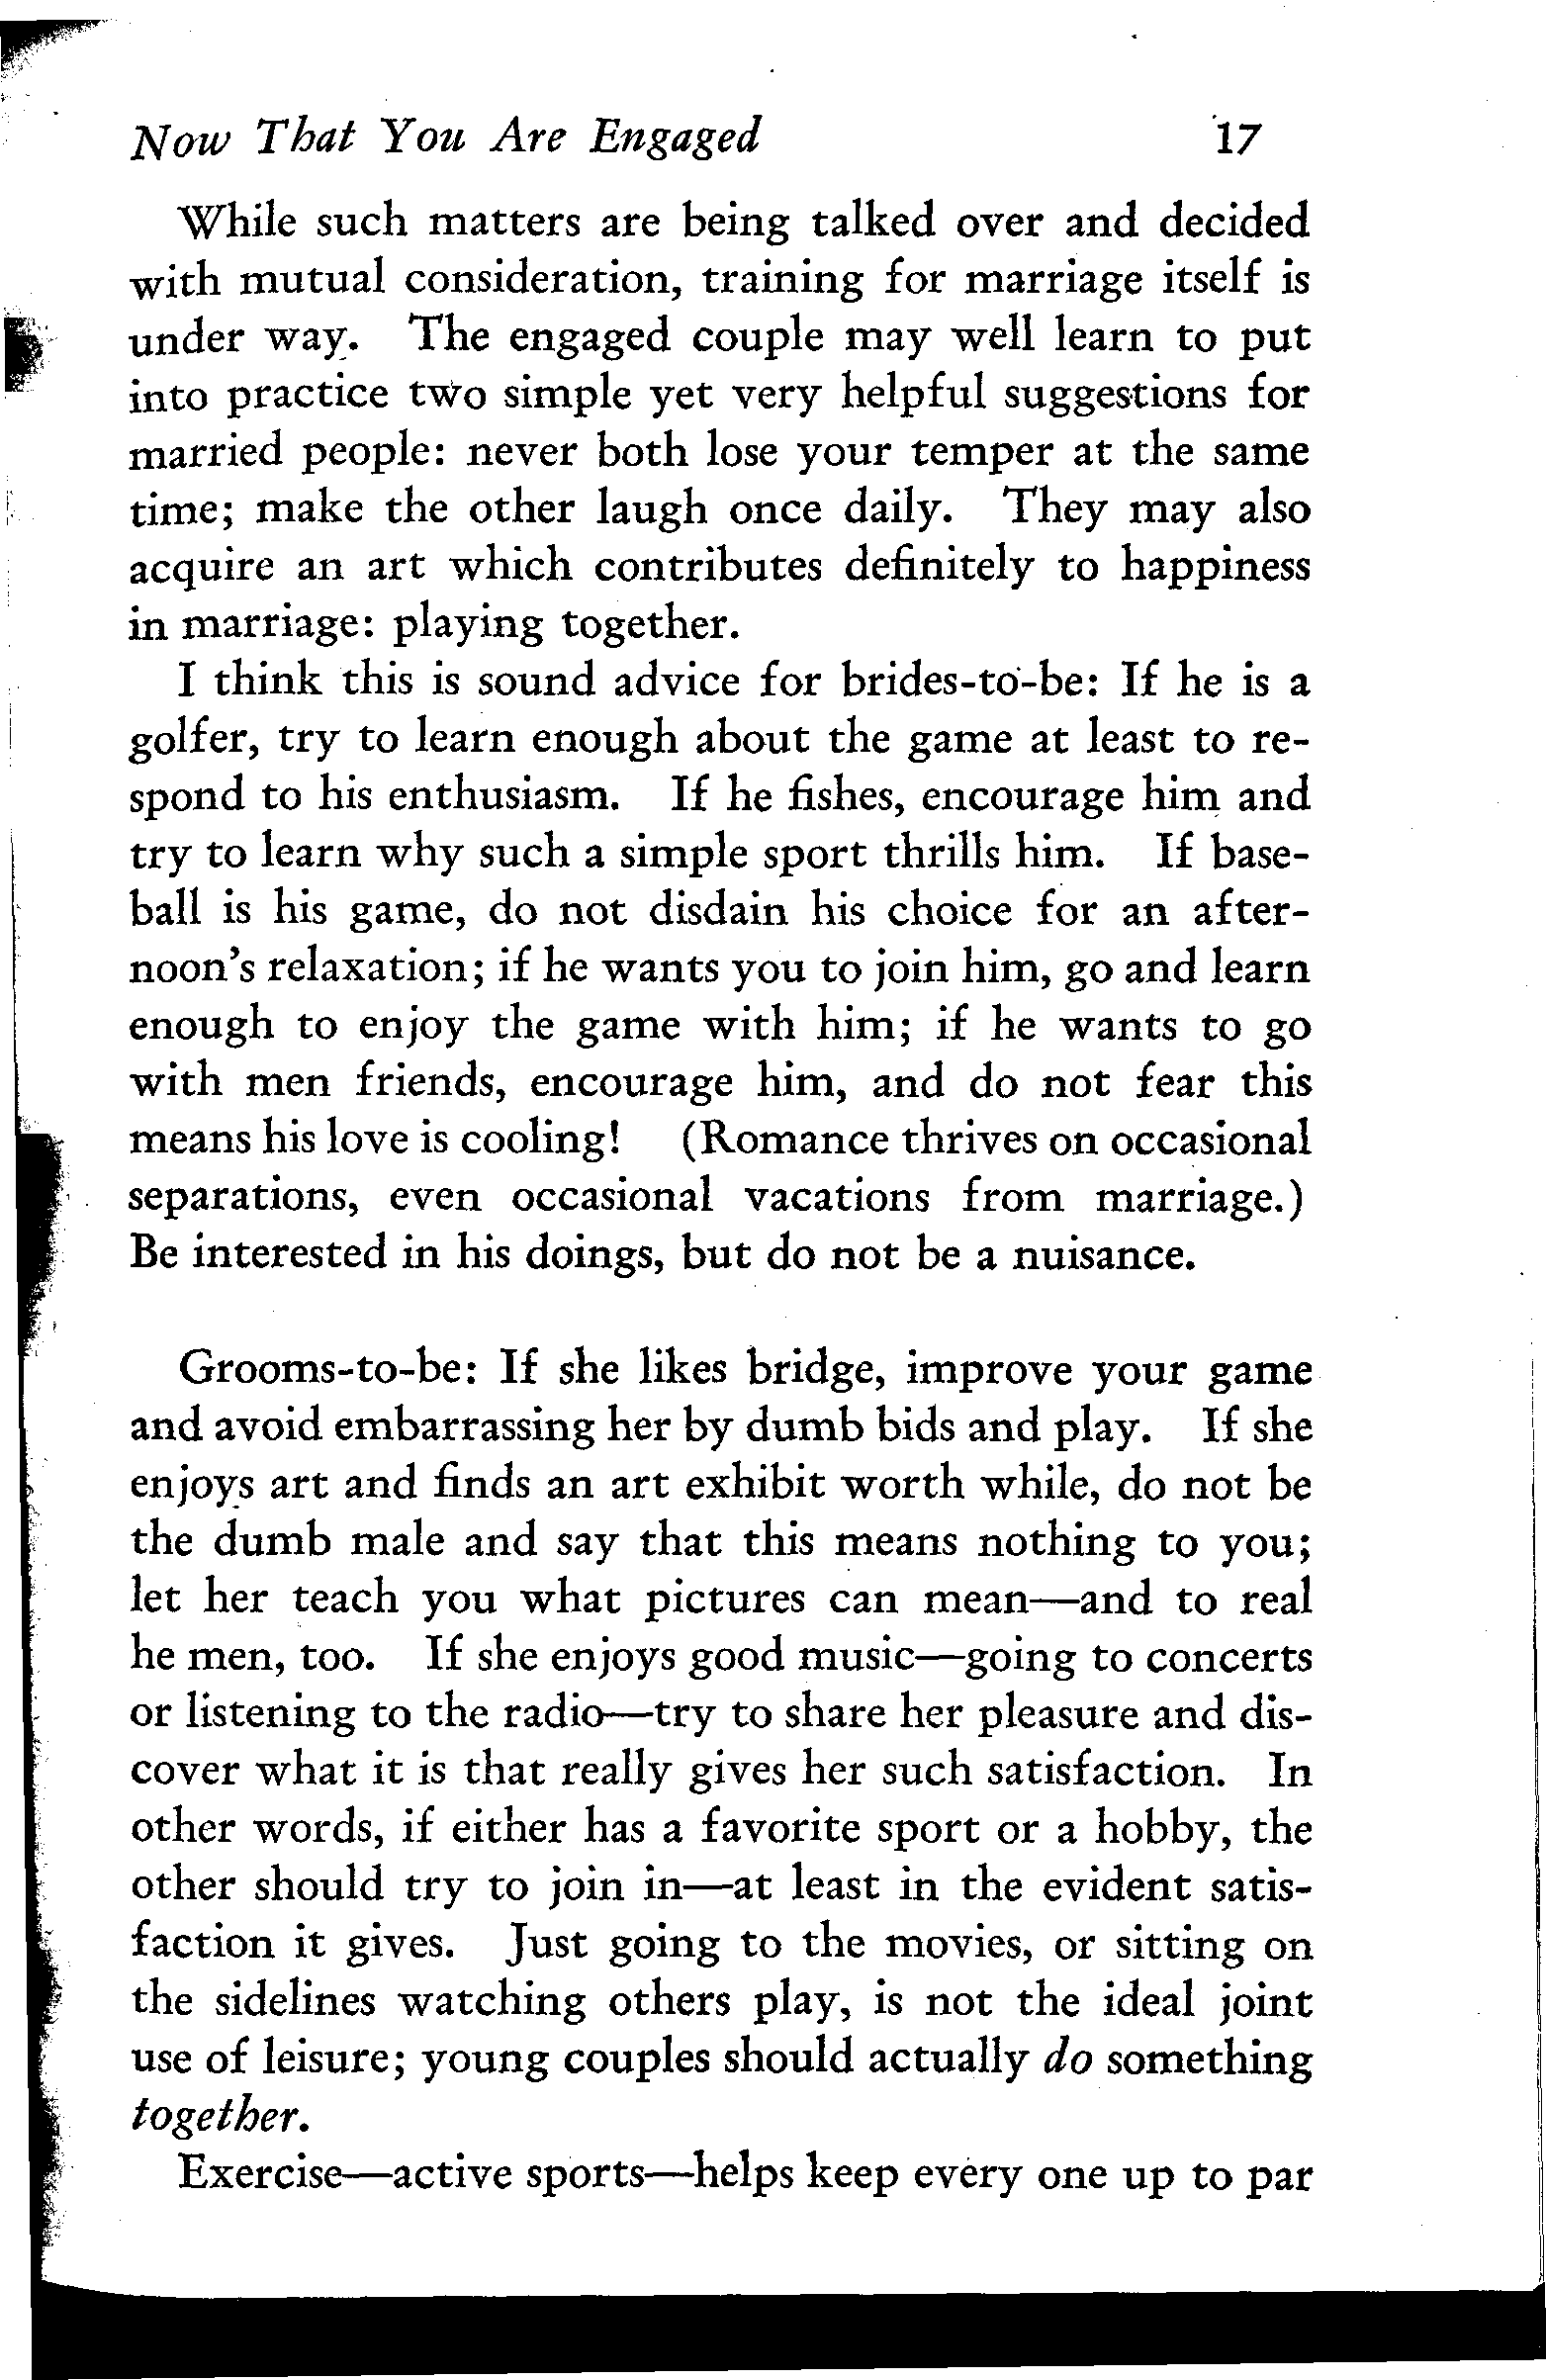 Now That You Are Engaged 17
While such matters are being talked over and decided
with mutual consideration, training for marriage itself is
under way. The engaged couple may well learn to put
into practice two simple yet very helpful suggestions for
married people: never both lose your temper at the same
time; make the other laugh once daily. They may also
acquire an art which contributes definitely to happiness
in marriage: playing together.
I think this is sound advice for brides-to-be: If he is a
golfer, try to learn enough about the game at least to re-
spond to his enthusiasm. If he fishes, encourage him and
try to learn why such a simple sport thrills him. If base-
ball is his game, do not disdain his choice for an after-
noon's relaxation; if he wants you to join him, go and learn
enough to enjoy the game with him; if he wants to go
with men friends, encourage him, and do not fear this
means his love is cooling! (Romance thrives on occasional
separations, even occasional vacations from marriage.)
Be interested in his doings, but do not be a nuisance.
Grooms-to-be: If she likes bridge, improve your game
and avoid embarrassing her by dumb bids and play. If she
enjoys art and finds an art exhibit worth while, do not be
the dumb male and say that this means nothing to you;
let her teach you what pictures can mean—and to real
he men, too. If she enjoys good music—going to concerts
or listening to the radio—try to share her pleasure and dis-
cover what it is that really gives her such satisfaction. In
other words, if either has a favorite sport or a hobby, the
other should try to join in—at least in the evident satis-
faction it gives. Just going to the movies, or sitting on
the sidelines watching others play, is not the ideal joint
use of leisure; young couples should actually do something
together.
Exercise—active sports—helps keep every one up to par